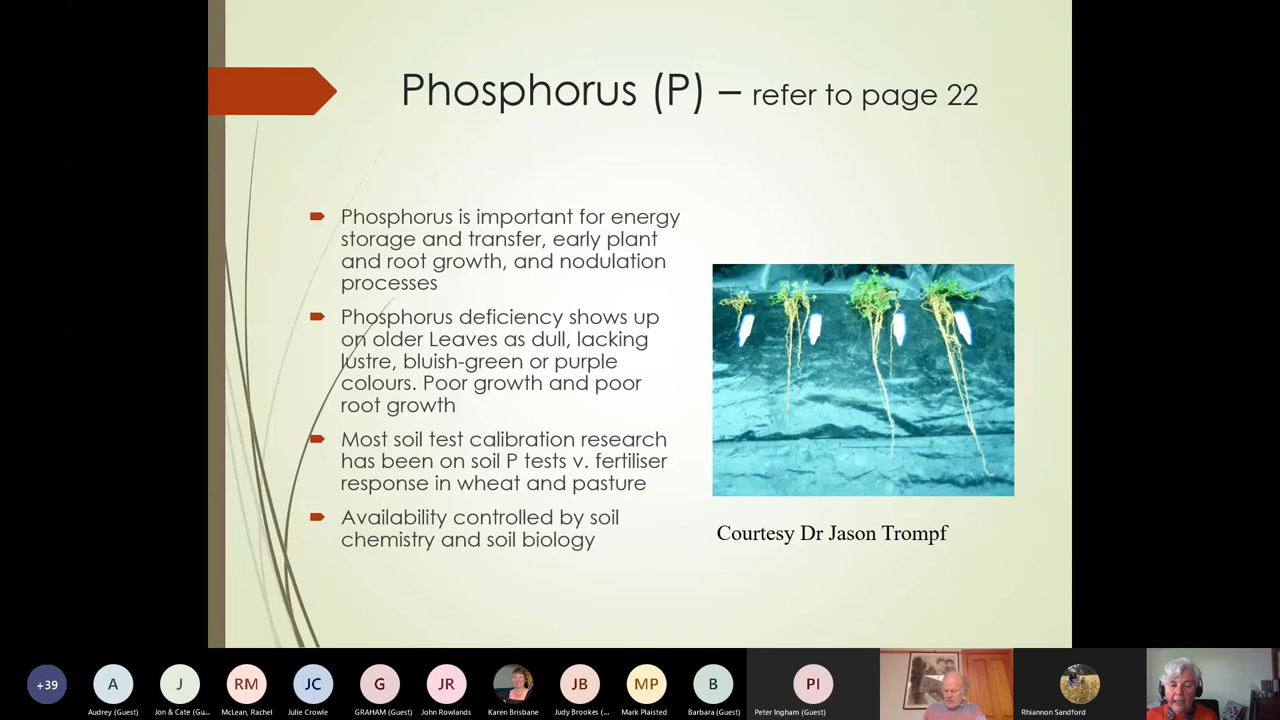 Phosphorus (P) – refer to page 22
Phosphorus is important for energy
storage and transfer, early plant
and root growth, and nodulation
processes
Phosphorus deficiency shows up
on older Leaves as dull, lacking
lustre, bluish-green or purple
colours. Poor growth and poor
root growth
Most soil test calibration research
has been on soil P tests v. fertiliser
response in wheat and pasture
Availability controlled by soil
chemistry and soil biology
Courtesy Dr Jason Trompf
+39
A
J
RM
JC
G
JR
JB
MP
B
PI
Audrey (Guest)
Jon & Cate (Gu...
McLean, Rachel
Julie Crowle
GRAHAM (Guest)
John Rowlands
Karen Brisbane
Judy Brookes (...
Mark Plaisted
Barbara (Guest)
Peter Ingham (Guest)
Rhiannon Sandford